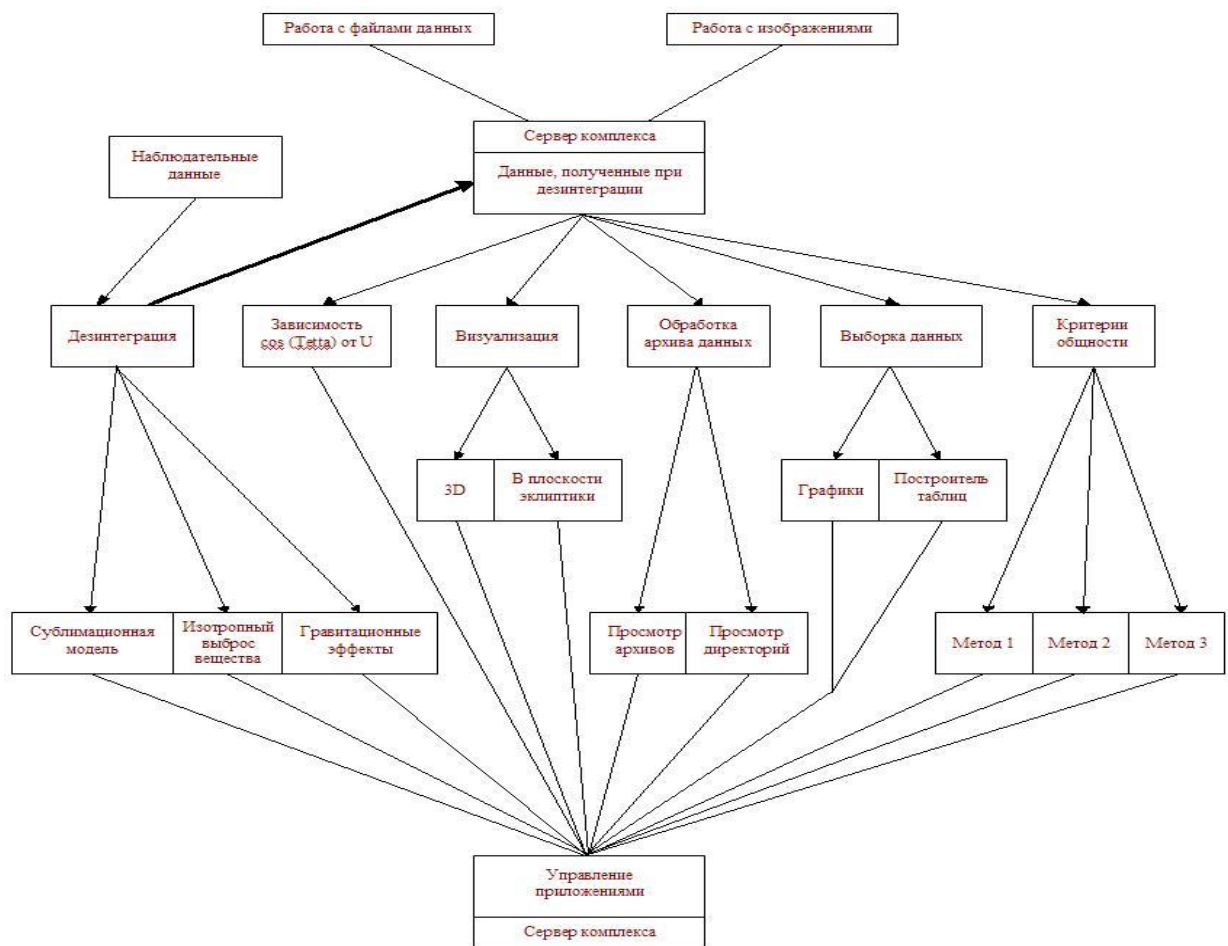 Работа с файлами данных
Работа с изображениями
Сервер комплекса
Данные, полученные при
дезинтеграции
Наблюдательные
данные
Дезинтеграция
Зависимость
cos (Tetta) от U
Визуализация
Обработка
архива данных
Выборка данных
Критерии
общности
3D
В плоскости
эклиптики
Графики
Построитель
таблиц
Сублимационная
модель
Изотропный
выброс
вещества
Гравитационные
эффекты
Просмотр
архивов
Просмотр
директорий
Метод 1
Метод 2
Метод 3
Управление
приложениями
Сервер комплекса